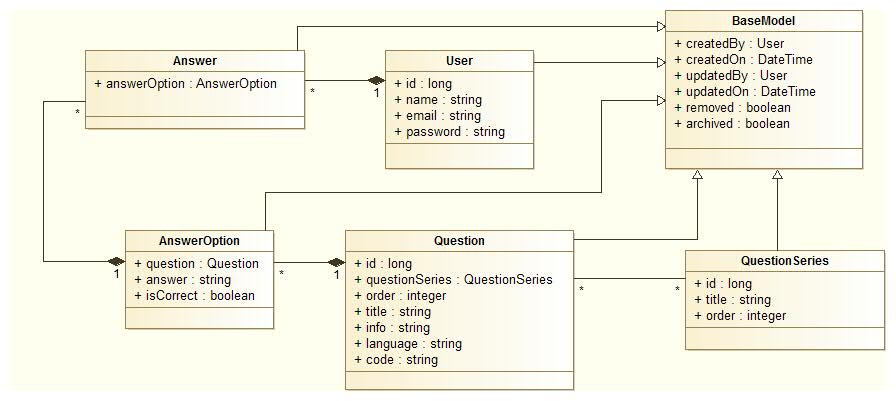 BaseModel
+ createdBy : User
+ createdOn : DateTime
+ updatedBy : User
+ updatedOn : DateTime
+ removed : boolean
+ archived : boolean
Answer
+ answerOption : AnswerOption
*
*
User
+ id : long
+ name : string
+ email : string
+ password : string
1
AnswerOption
+ question : Question
+ answer : string
+ isCorrect : boolean
1
*
Question
+ id : long
+ questionSeries : QuestionSeries
+ order : integer
+ title : string
+ info : string
+ language : string
+ code : string
1
*
*
QuestionSeries
+ id : long
+ title : string
+ order : integer